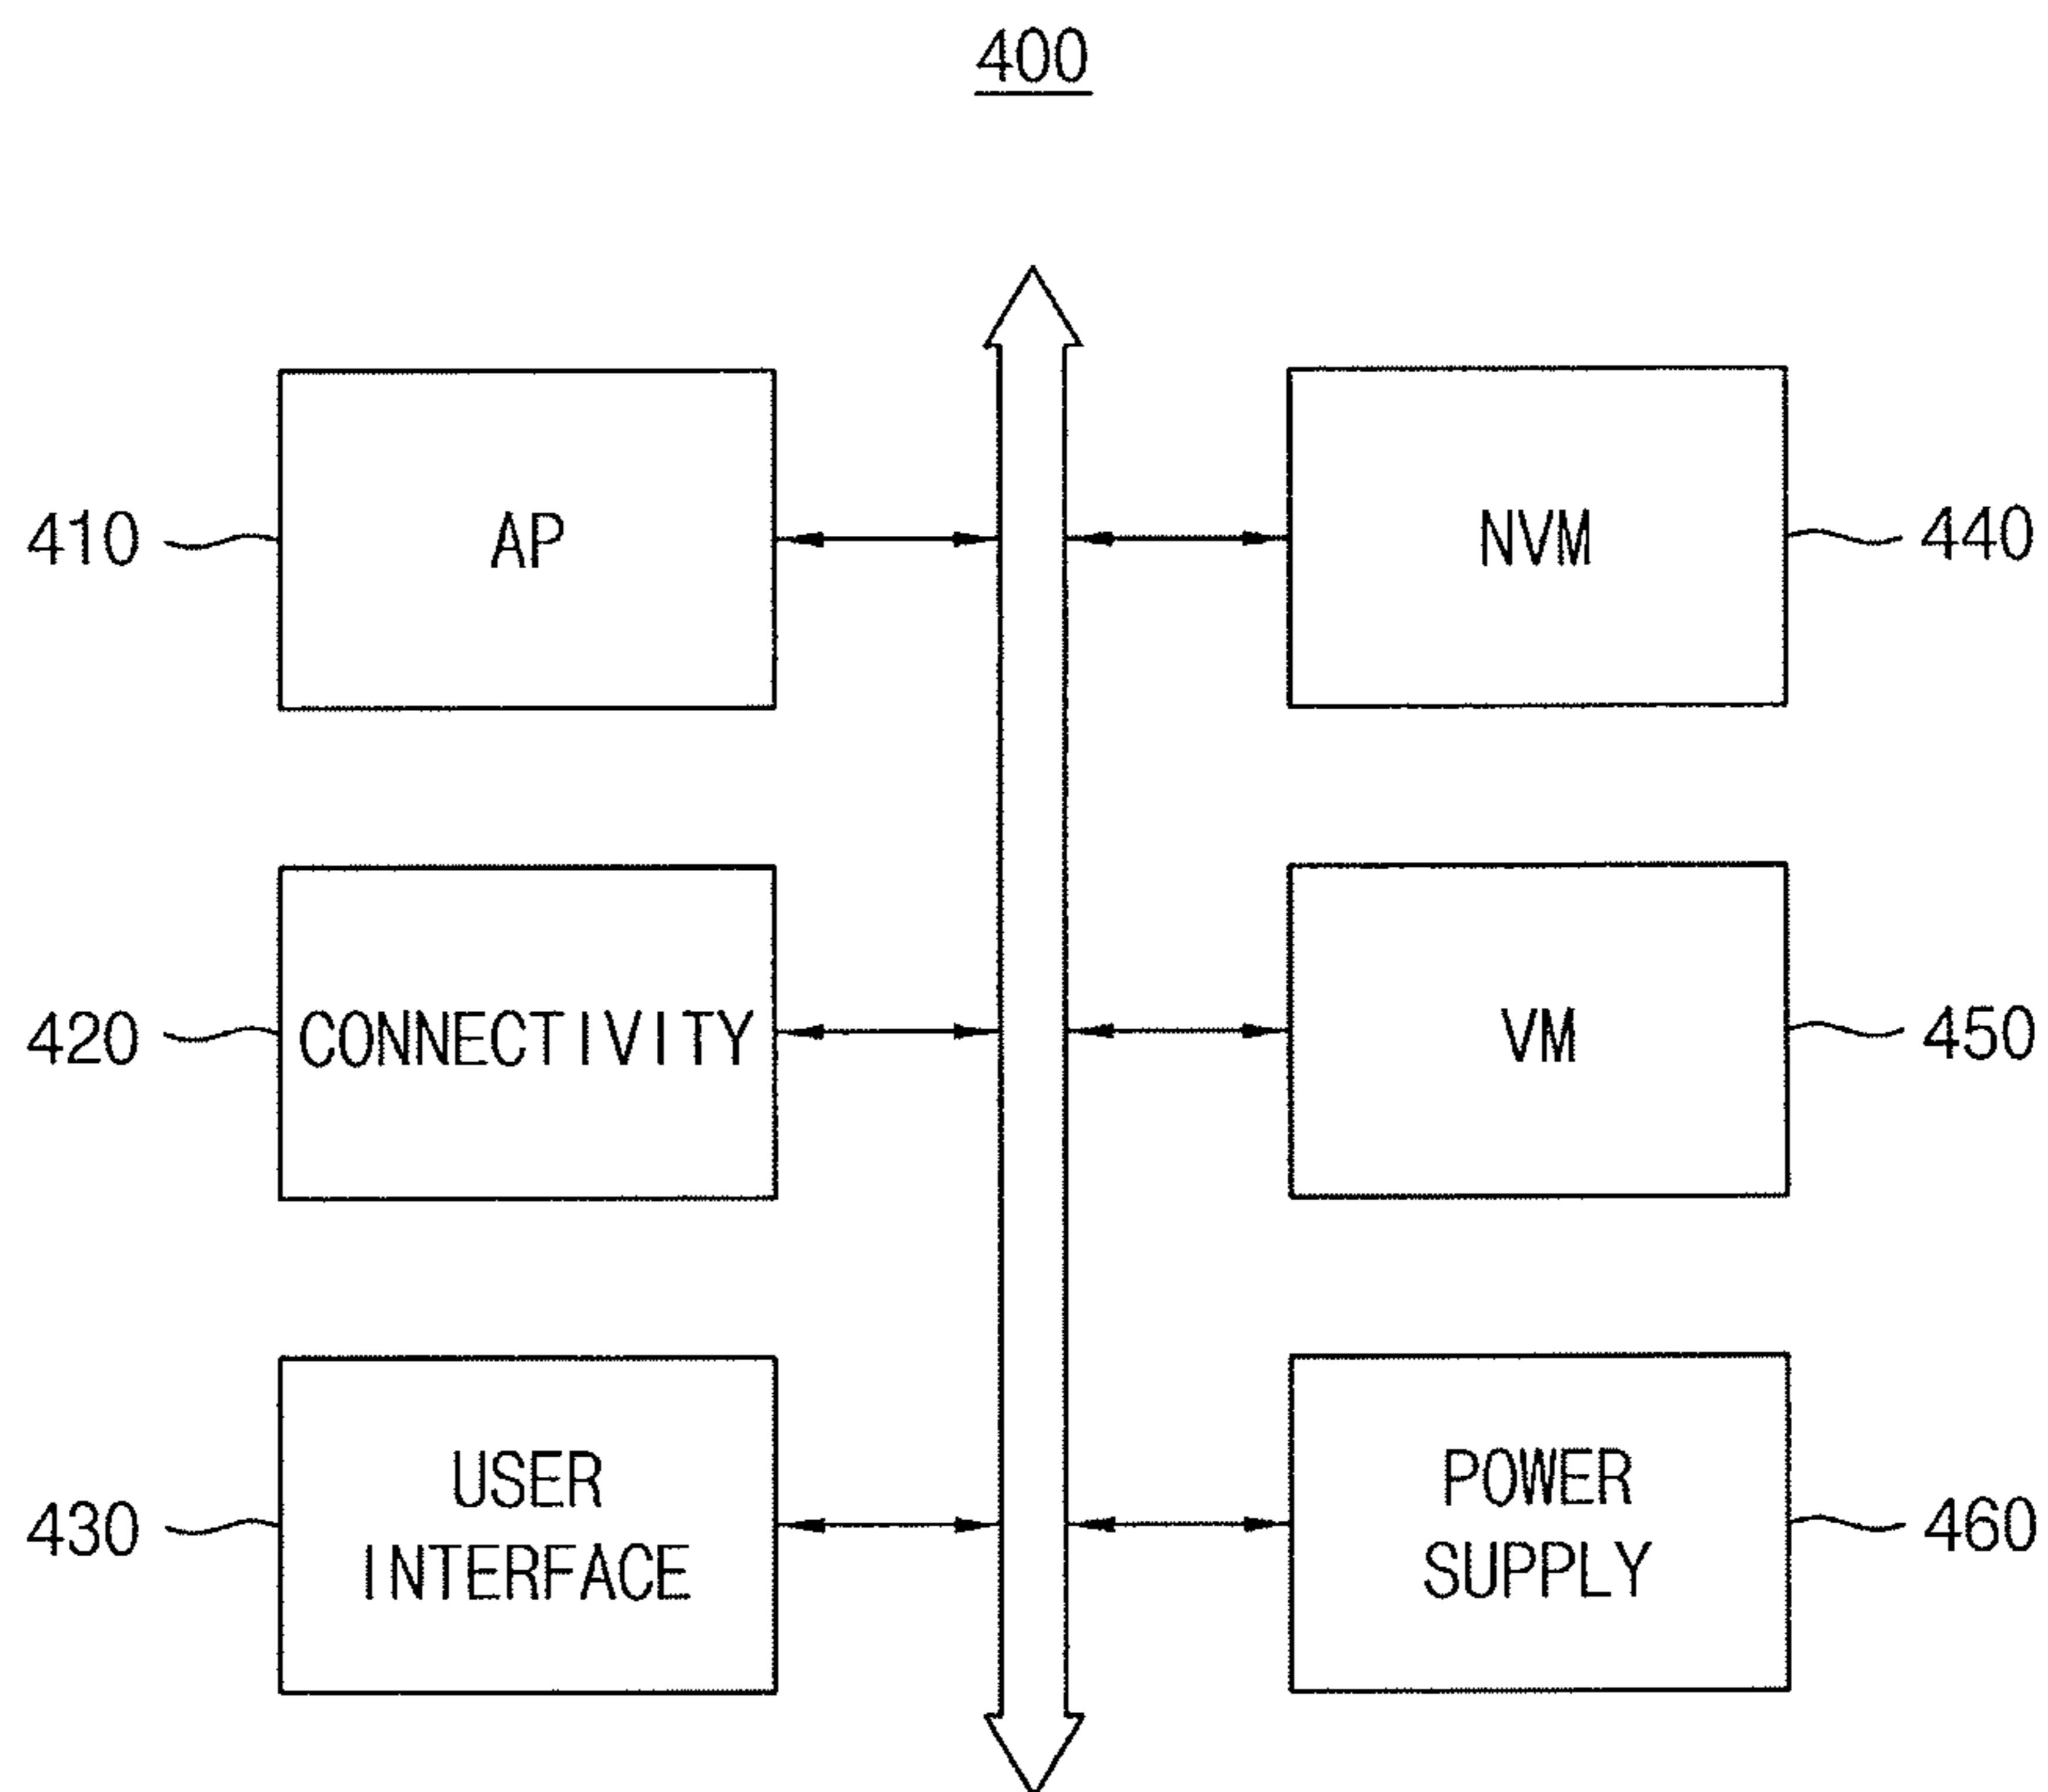 400
410
AP
NVM
440
420
CONNECTIVITY
VM
450
430
USER
INTERFACE
POWER
SUPPLY
460